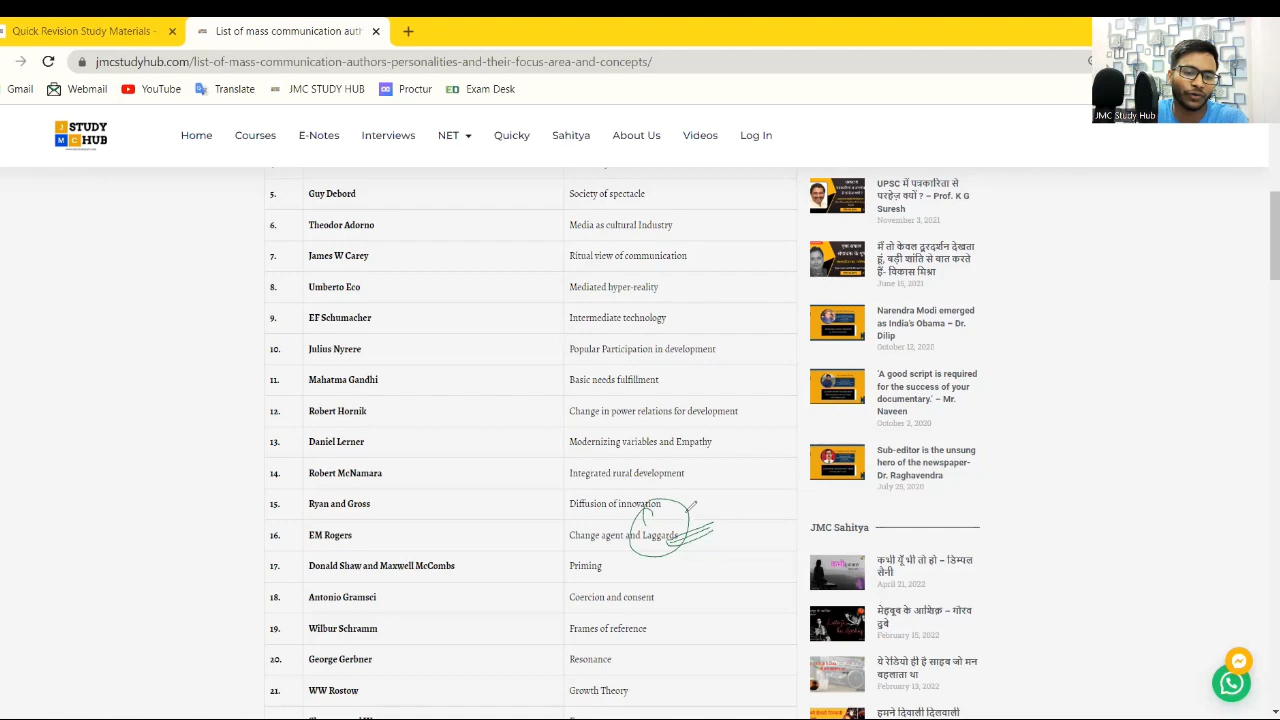 Quick Revision Study Materials -
List of mass communication aut
jmcstudyhub.com/list-of-mass-communication-authors-personalities-their-focus-area-and-concepts/
Gmail Webmail YouTube Translate JMC STUDY HUB Proctur Exam Desk
JMC Study Hub
J STUDY
M C HUB
Home Courses E-Notes Interviews NET Quicky Sahitya About Us Videos Log In
5. Guy Debord Society of spectacle
6. Theodor Adorno Media as cultural Industry
7. James W Carey Ritual view of communication
8. Umberto Eco Mediated hyper-reality
9. EF Schumacher Intermediate technology
10. Julius Nyrere Popular Participation in development
11. Mahatma Gandhi Basic needs fulfillment
12. Robert Hornik Change in power relations for development
13. Daniel Lerner Modernizing variables and Empathy
14. Robert McNamara Integrated rural development
15. Ryan and Gross Diffusion of innovation
16. EM Rogers Change agent and Laggards
17. Donald Shaw and Maxwell McCombs Priming
18. Antonio Gramsci Coercion and consent
19. Wilbur Schramm Frame of reference
20. George Gerbner Resonance
21. WW Rostow Growth Theory
UPSC में पत्रकारिता से
परहेज़ क्यों ? – Prof. K G
Suresh
November 3, 2021
मैं तो केवल दूरदर्शन देखता
हूं, बड़ी शांति से बात करते
हैं- विकास मिश्रा
June 15, 2021
Narendra Modi emerged
as India's Obama – Dr.
Dilip
October 12, 2020
'A good script is required
for the success of your
documentary.' – Mr.
Naveen
October 2, 2020
Sub-editor is the unsung
hero of the newspaper-
Dr. Raghavendra
July 25, 2020
JMC Sahitya
कभी यूँ भी तो हो – डिम्पल
सैनी
April 21, 2022
मेहबूब के आशिक़ – गौरव
दुबे
February 15, 2022
ये रेडियो ही है साहब जो मन
बहलाता था
February 13, 2022
हमने दिवाली दिलवाली